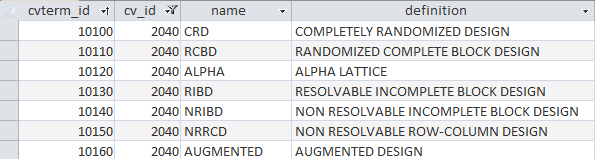 cvterm_id cv_id name definition
10100 2040 CRD COMPLETELY RANDOMIZED DESIGN
10110 2040 RCBD RANDOMIZED COMPLETE BLOCK DESIGN
10120 2040 ALPHA ALPHA LATTICE
10130 2040 RIBD RESOLVABLE INCOMPLETE BLOCK DESIGN
10140 2040 NRIBD NON RESOLVABLE INCOMPLETE BLOCK DESIGN
10150 2040 NRRCD NON RESOLVABLE ROW-COLUMN DESIGN
10160 2040 AUGMENTED AUGMENTED DESIGN